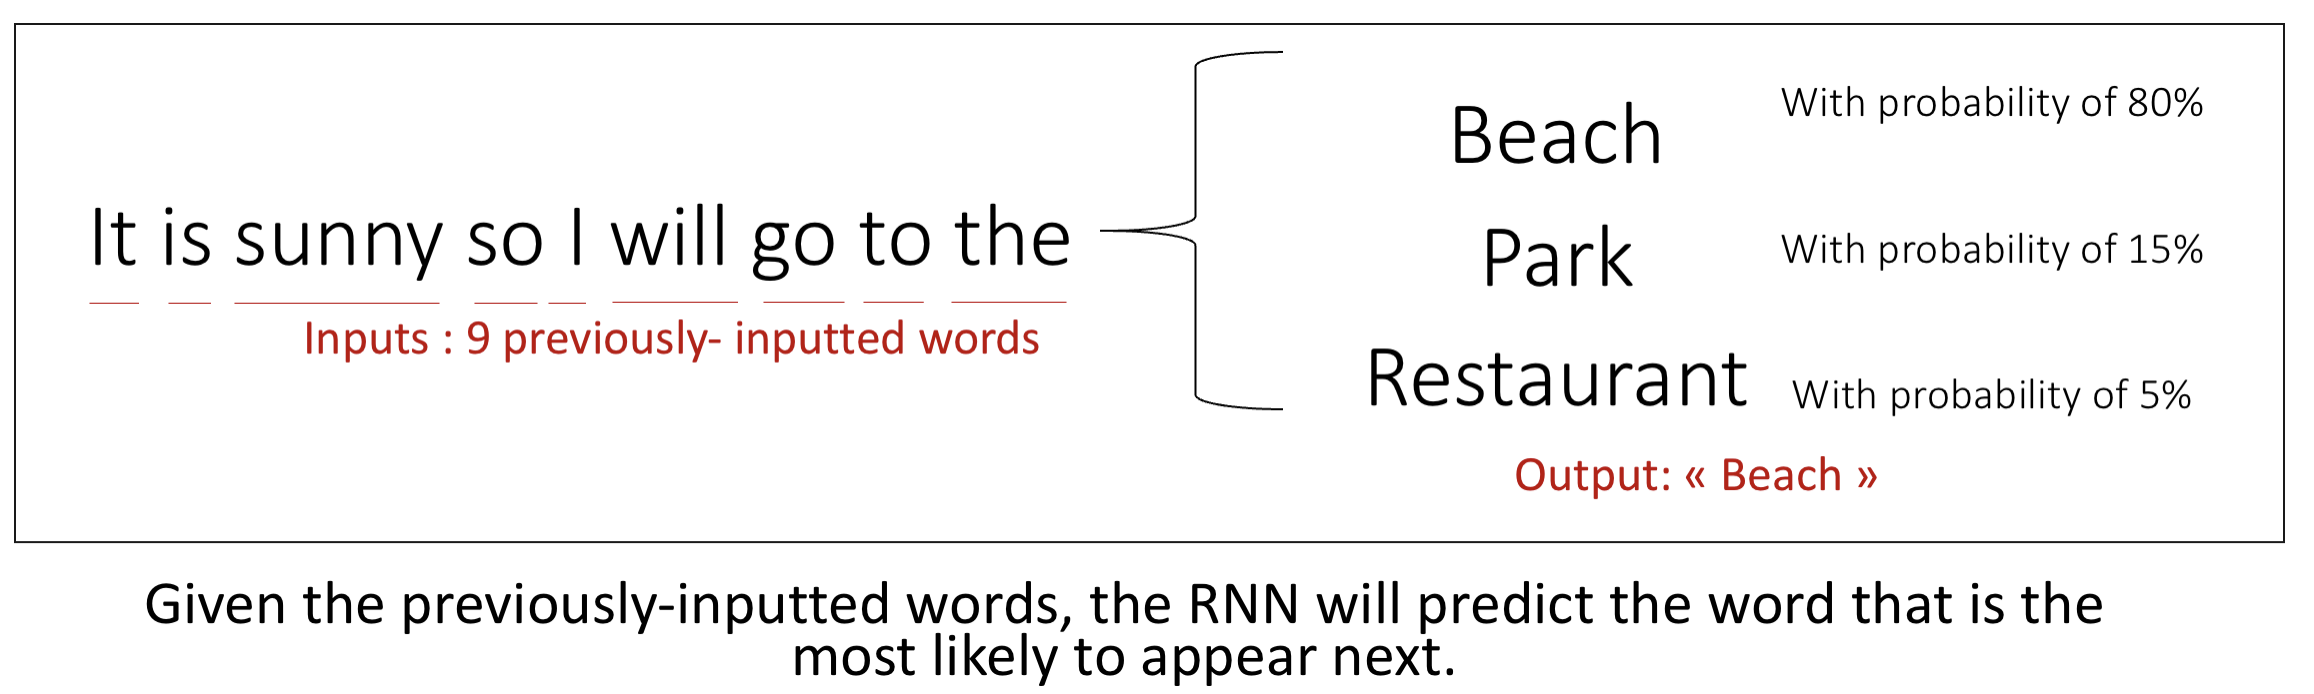 Beach
With probability of 80%
It is sunny so I will go to the
Park
With probability of 15%
Inputs : 9 previously- inputted words
Restaurant
With probability of 5%
Output: « Beach »
Given the previously-inputted words, the RNN will predict the word that is the
most likely to appear next.